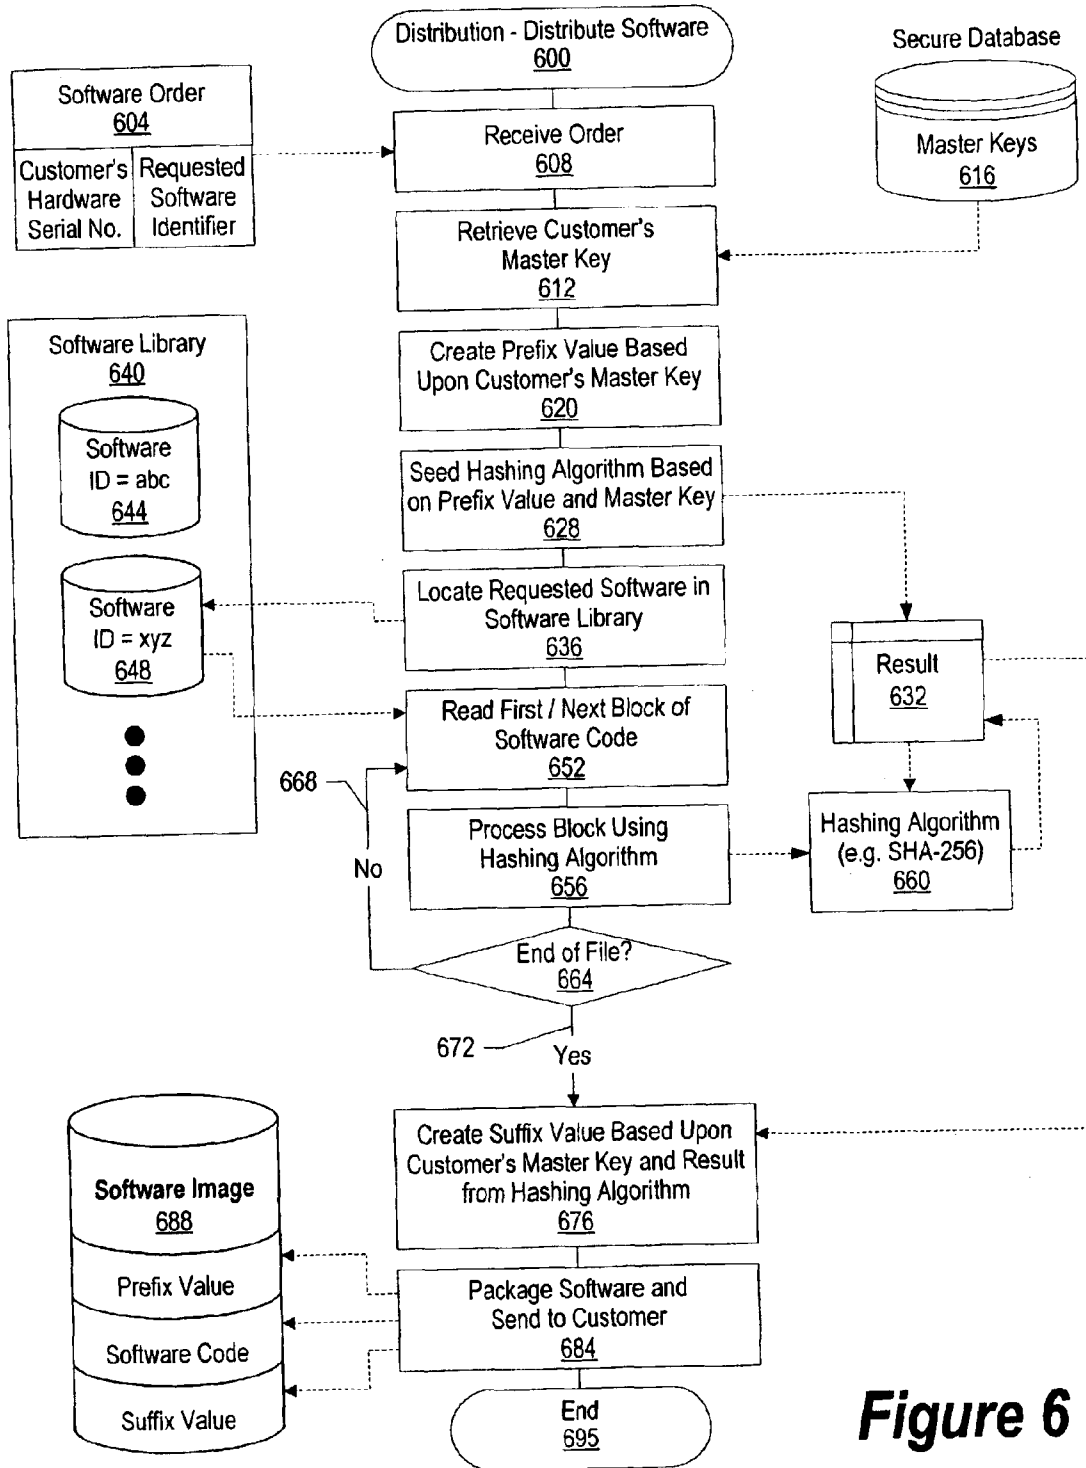 Distribution - Distribute Software
600
Secure Database
Master Keys
616
Software Order
604
Customer's
Hardware
Serial No.
Requested
Software
Identifier
Receive Order
608
Retrieve Customer's
Master Key
612
Create Prefix Value Based
Upon Customer's Master Key
620
Software Library
640
Software
ID = abc
644
Seed Hashing Algorithm Based
on Prefix Value and Master Key
628
Locate Requested Software in
Software Library
636
Software
ID = xyz
648
Result
632
Read First / Next Block of
Software Code
652
668
No
Process Block Using
Hashing Algorithm
656
Hashing Algorithm
(e.g. SHA-256)
660
End of File?
664
672
Yes
Create Suffix Value Based Upon
Customer's Master Key and Result
from Hashing Algorithm
676
Software Image
688
Prefix Value
Software Code
Suffix Value
Package Software and
Send to Customer
684
End
695
Figure 6